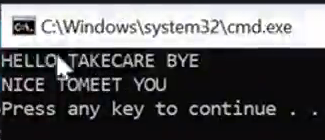 C:\Windows\system32\cmd.exe
HELLO TAKECARE BYE
NICE TOMEET YOU
Press any key to continue . .